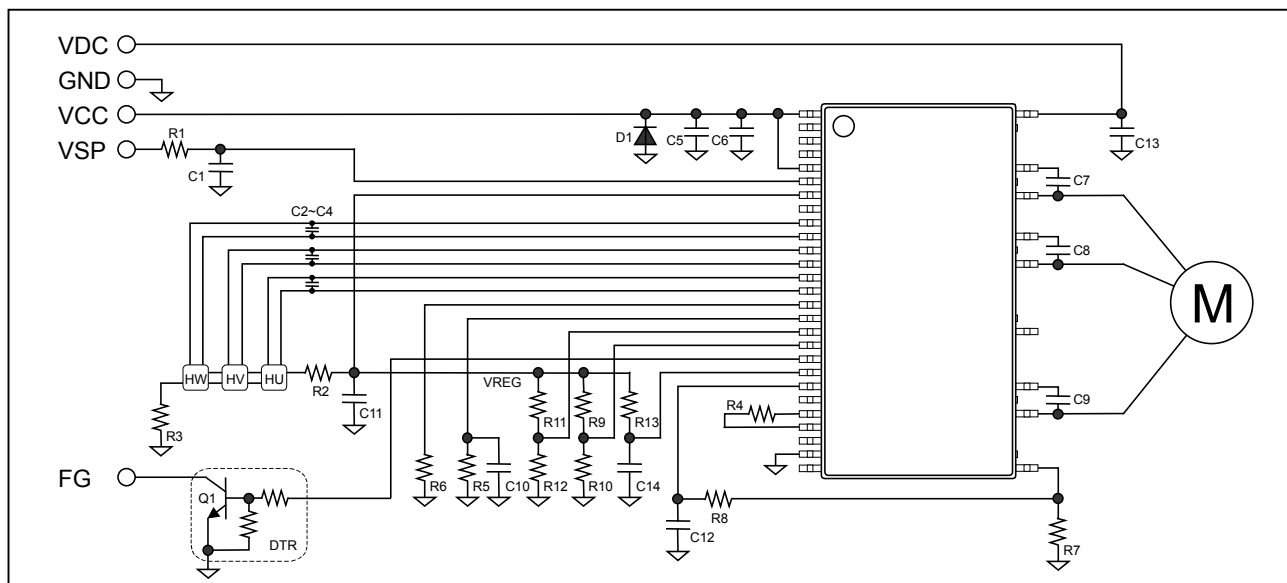 VDC
GND
VCC
VSP
R1
C1
D1
C5
C6
C13
C7
C2~C4
C8
M
HW
HV
HU
R2
VREG
C11
R11
R9
R13
R4
C9
R3
FG
Q1
DTR
R6
R5
C10
R12
R10
C14
C12
R8
R7